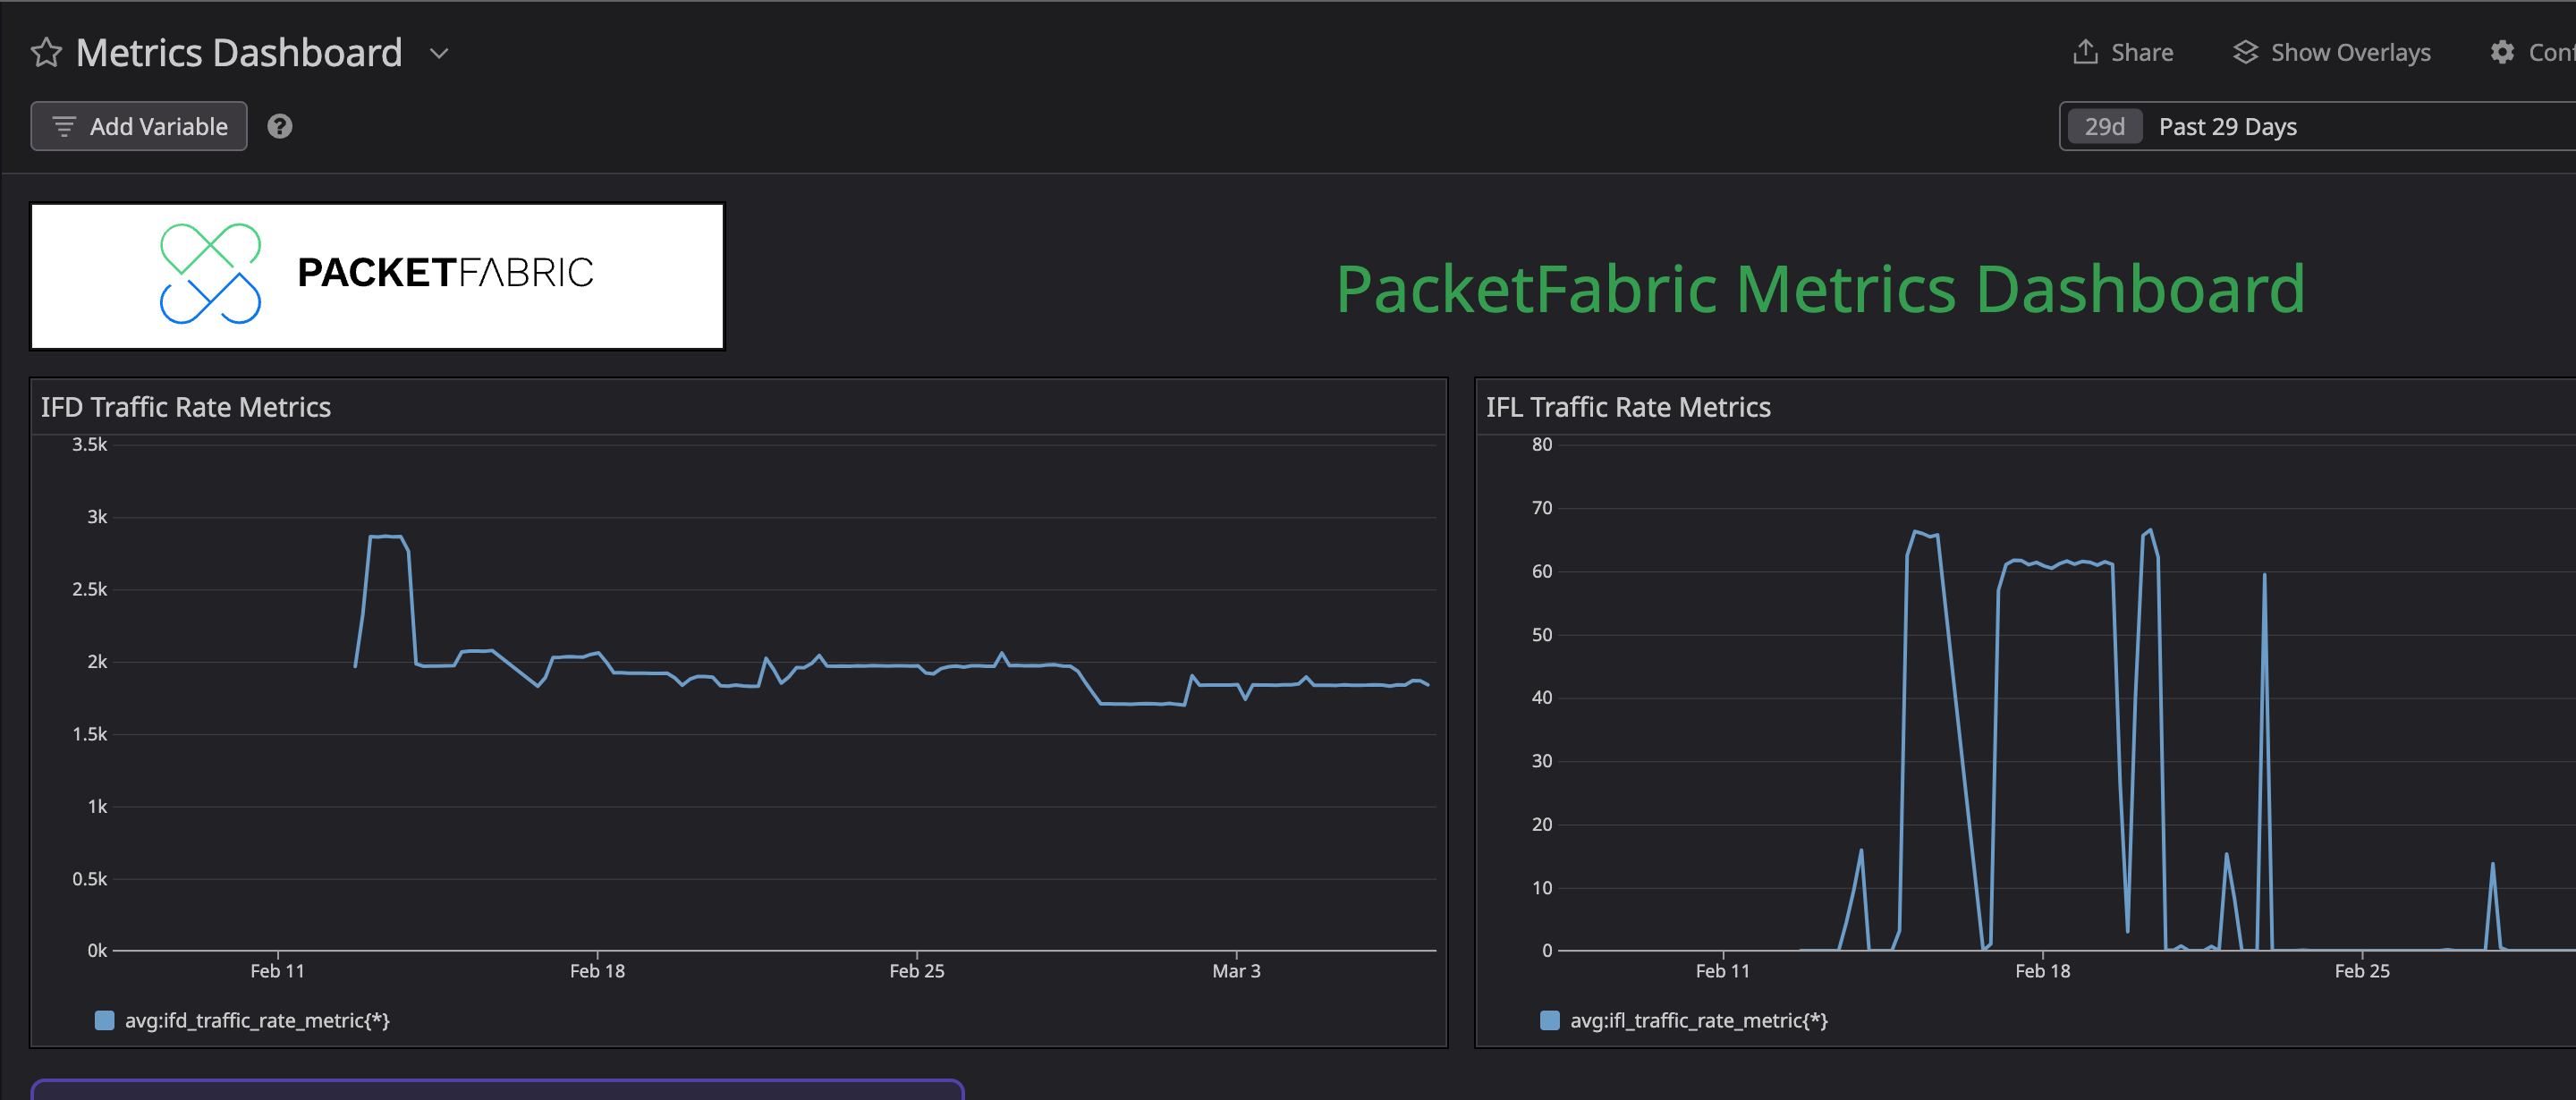 Metrics Dashboard
Share
Show Overlays
Add Variable
?
29d Past 29 Days
PACKETFABRIC
PacketFabric Metrics Dashboard
IFD Traffic Rate Metrics
3.5k
3k
2.5k
2k
1.5k
1k
0.5k
0k
Feb 11 Feb 18 Feb 25 Mar 3
avg:ifd_traffic_rate_metric{*}
IFL Traffic Rate Metrics
80
70
60
50
40
30
20
10
0
Feb 11 Feb 18 Feb 25
avg:ifl_traffic_rate_metric{*}